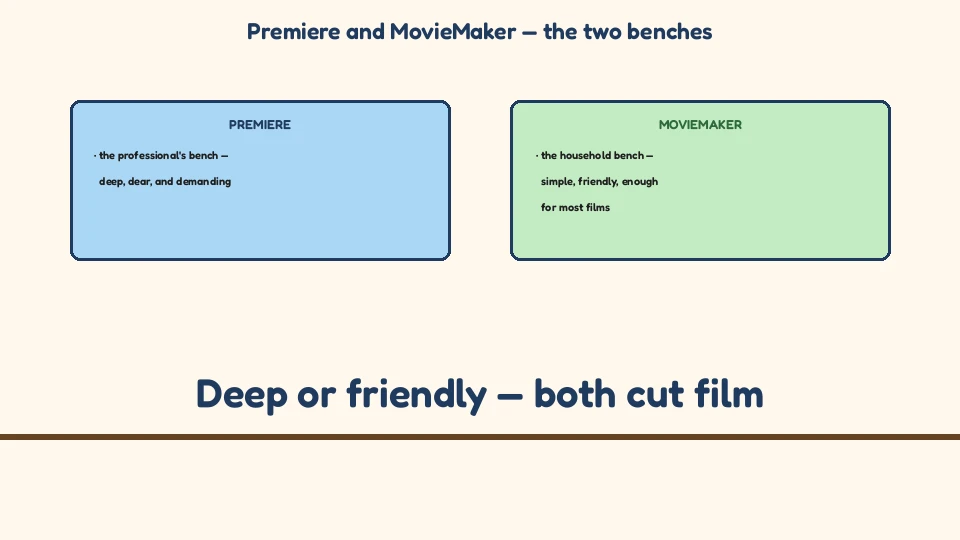 Premiere and MovieMaker — the two benches
PREMIERE
· the professional's bench —
deep, dear, and demanding
MOVIEMAKER
· the household bench —
simple, friendly, enough
for most films
Deep or friendly — both cut film